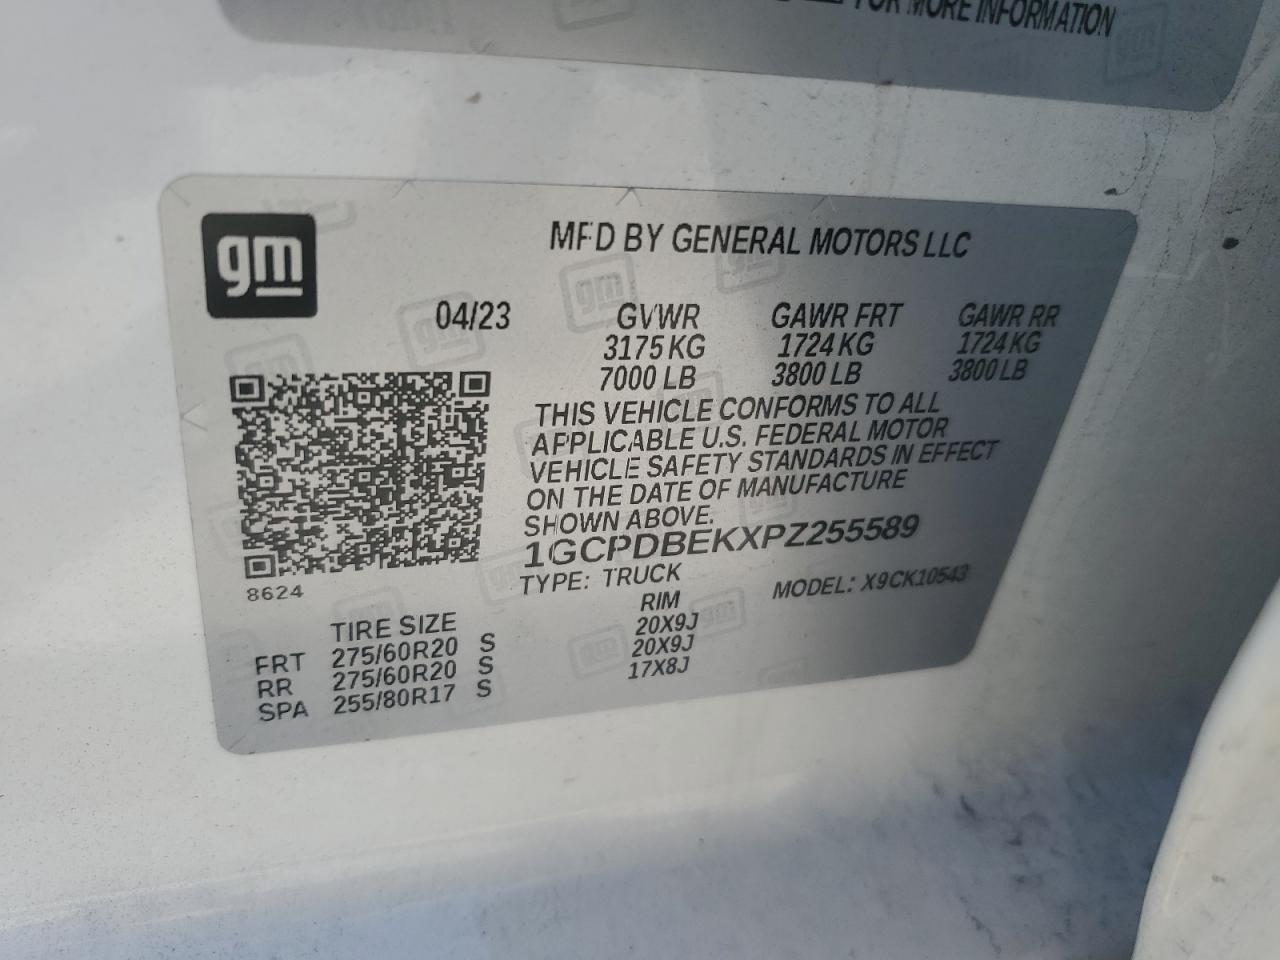 FOR MORE INFORMATION
gm
MFD BY GENERAL MOTORS LLC
04/23 GVWR GAWR FRT GAWR RR
3175 KG 1724 KG 1724 KG
7000 LB 3800 LB 3800 LB
THIS VEHICLE CONFORMS TO ALL
APPLICABLE U.S. FEDERAL MOTOR
VEHICLE SAFETY STANDARDS IN EFFECT
ON THE DATE OF MANUFACTURE
SHOWN ABOVE.
1GCPDBEKXPZ255589
TYPE: TRUCK MODEL: X9CK10543
8624
TIRE SIZE RIM
FRT 275/60R20 S 20X9J
RR 275/60R20 S 20X9J
SPA 255/80R17 S 17X8J